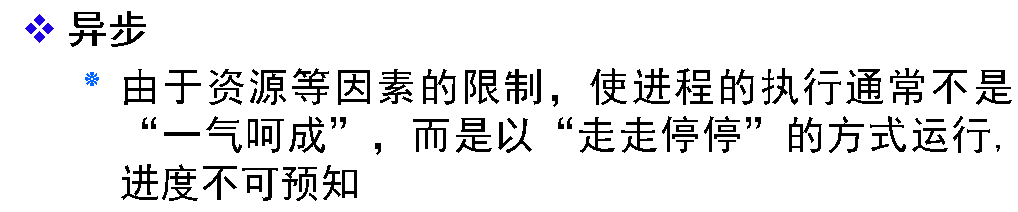 异步
由于资源等因素的限制，使进程的执行通常不是
“一气呵成”，而是以“走走停停”的方式运行,
进度不可预知